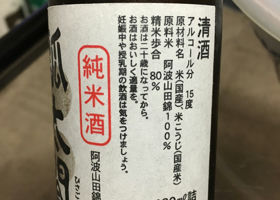 清酒
アルコール分 15度
原材料名 米(国産)、米こうじ(国産米)
原料米 阿波山田錦100%
精米歩合 80%
お酒は二十歳になってから。
お酒はおいしく適量を。
妊娠中や授乳期の飲酒は気をつけましょう。
純米酒
阿波山田錦
ひさご